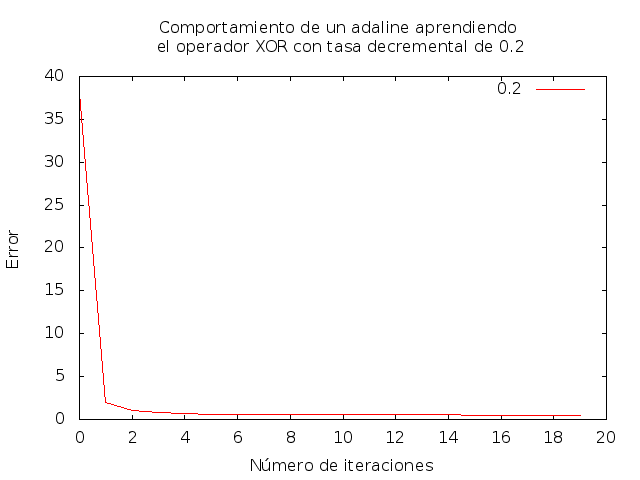 Comportamiento de un adaline aprendiendo
el operador XOR con tasa decremental de 0.2
40
0.2
35
30
25
20
15
10
5
0
Error
0 2 4 6 8 10 12 14 16 18 20
Número de iteraciones